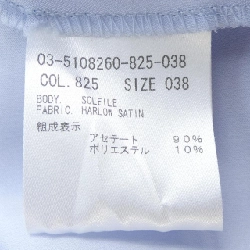 03-5108260-825-038
COL. 825 SIZE 038
BODY. SOLFILE
FABRIC. HARLOW SATIN
組成表示
アセテート 90%
ポリエステル 10%